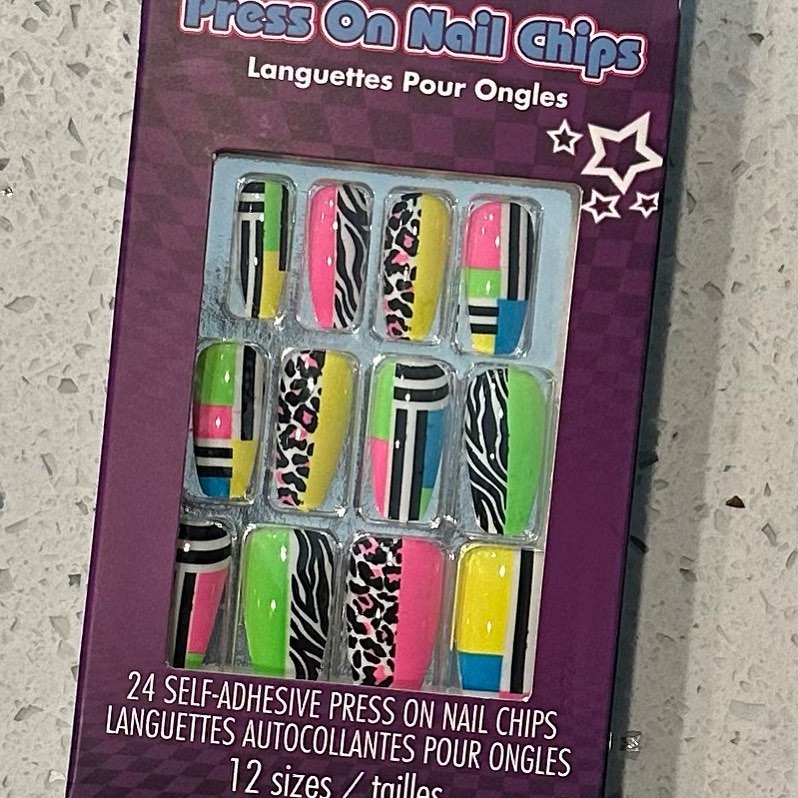 Press On Nail Chips
Languettes Pour Ongles
24 SELF-ADHESIVE PRESS ON NAIL CHIPS
LANGUETTES AUTOCOLLANTES POUR ONGLES
12 sizes / tailles